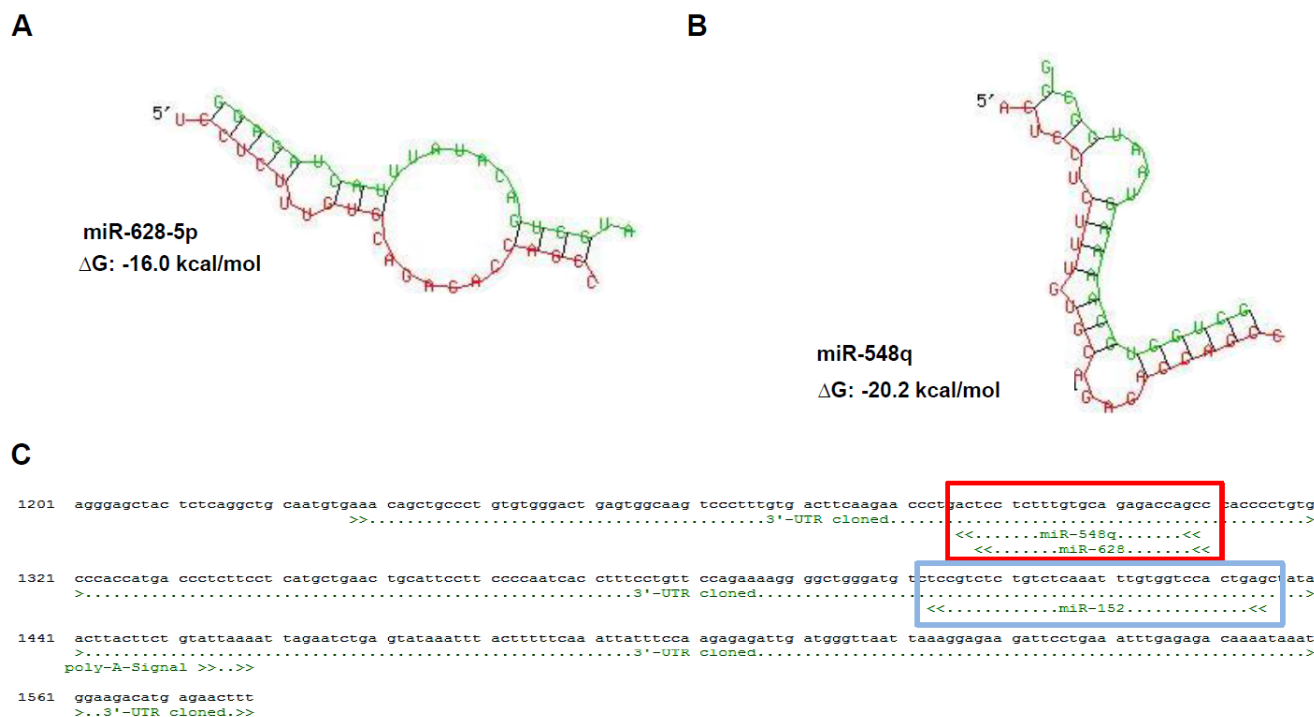 A
B
5'
5'
miR-628-5p
ΔG: -16.0 kcal/mol
miR-548q
ΔG: -20.2 kcal/mol
C
1201 agggagctac tctcaggctg caatgtgaaa cagctgccct gtgtgggact gagtggcaag tccctttgtg acttcaagaa ccctgactcc tctttgtgca gagaccagcc cacccctgtg
>>.......................................3'-UTR cloned.........................................>
<<.......miR-548q.......<<
<<.......miR-628.......<<
1321 cccaccatga ccctcttcct catgctgaac tgcattcctt ccccaatcac ctttcctgtt ccagaaaagg ggctgggatg tctccgtctc tgtctcaaat ttgtggtcca ctgagctata
>.....................................................3'-UTR cloned.....................................................>
<<...........miR-152............<<
1441 acttacttct gtattaaaat tagaatctga gtataaattt actttttcaa attatttcca agagagattg atgggttaat taaaggagaa gattcctgaa atttgagaga caaaataaat
>.....................................................3'-UTR cloned.....................................................>
poly-A-Signal >>..>>
1561 ggaagacatg agaacttt
>..3'-UTR cloned.>>